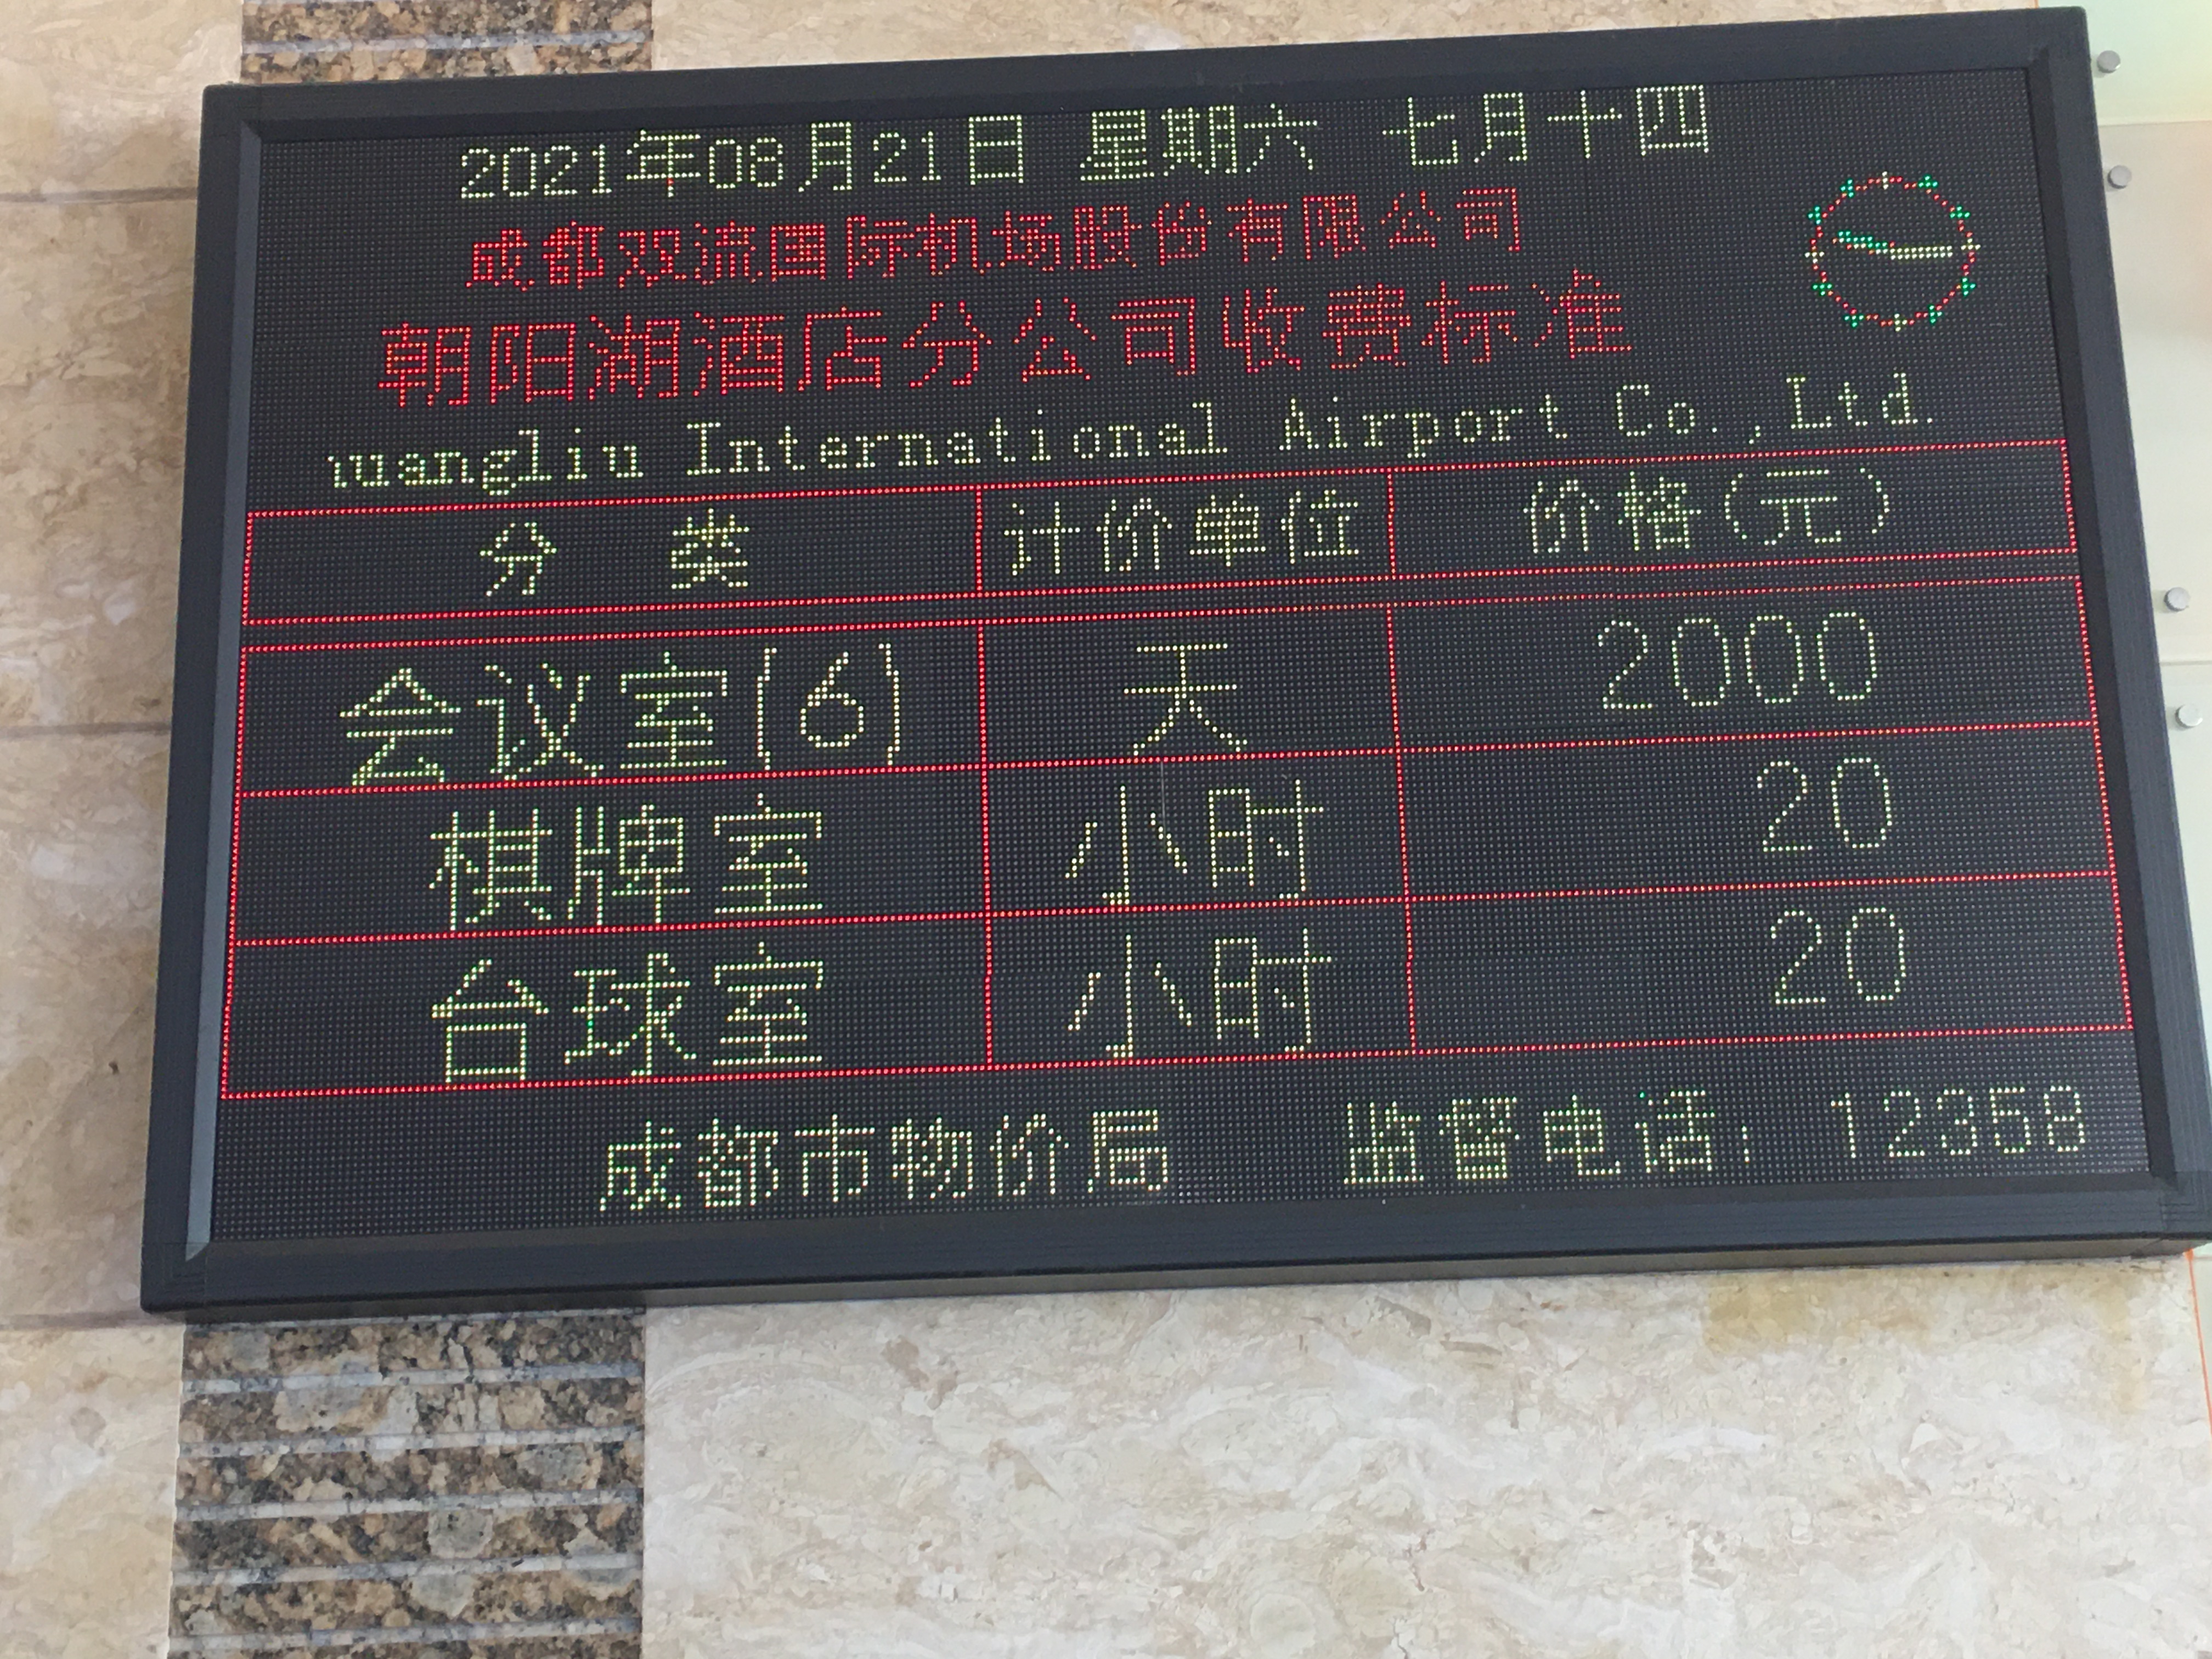 2021年08月21日 星期六 七月十四
成都双流国际机场股份有限公司
朝阳湖酒店分公司收费标准
uangliu International Airport Co.,Ltd.
分 类 计价单位 价格(元)
会议室(6) 天 2000
棋牌室 小时 20
台球室 小时 20
成都市物价局 监督电话: 12358